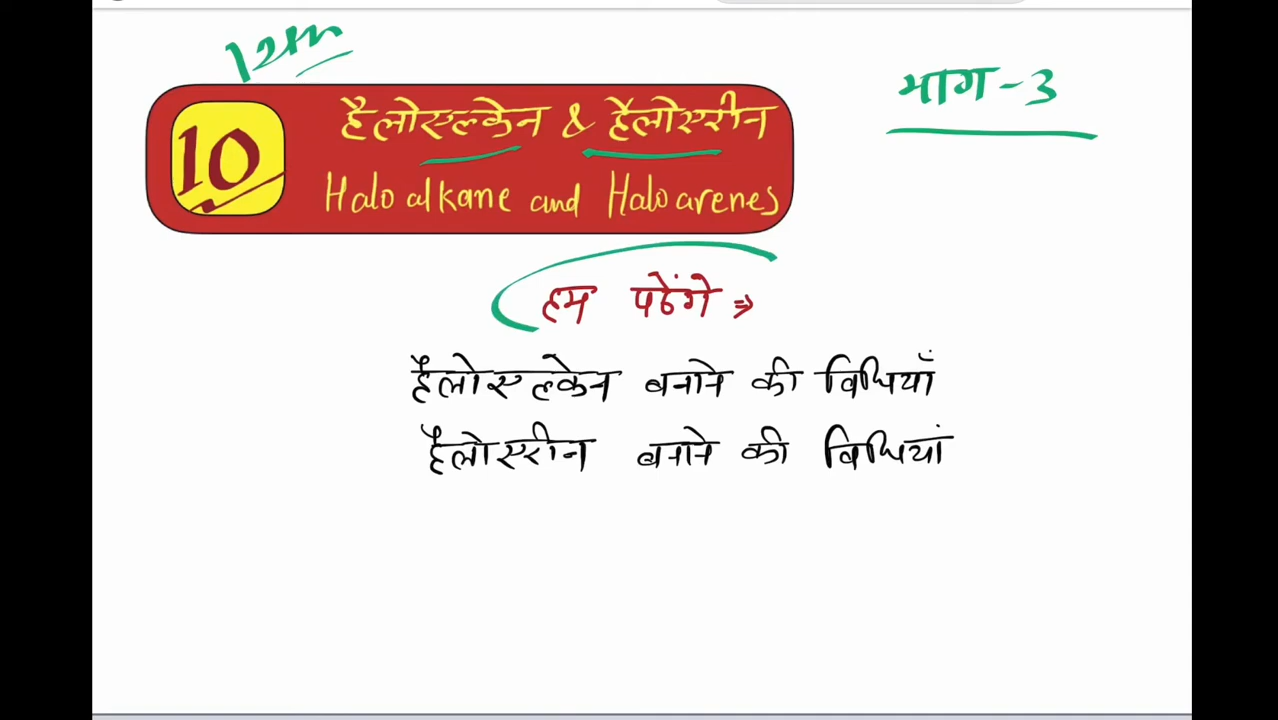 12th
भाग-3
10
हैलोएल्केन & हैलोएरीन
Halo alkane and Halo arenes
हम पढेंगे ⇒
हैलोएल्केन बनाने की विधियाँ
हैलोएरीन बनाने की विधियां